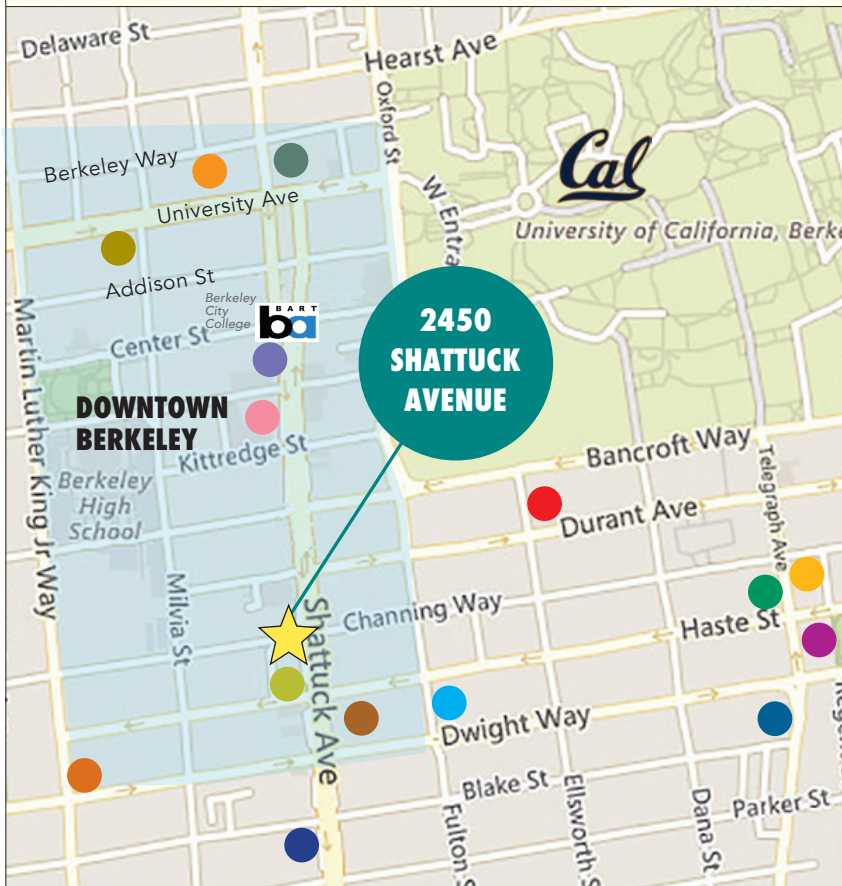 Delaware St
Hearst Ave
Oxford St
Berkeley Way
University Ave
Cal
W Entra
University of California, Berke
Addison St
Berkeley
City
College
BART
ba
Center St
2450
SHATTUCK
AVENUE
Martin Luther King Jr Way
DOWNTOWN
BERKELEY
Kittredge St
Berkeley
High
School
Bancroft Way
Telegraph Ave
Durant Ave
Milvia St
Shattuck Ave
Channing Way
Haste St
Dwight Way
Regen
Blake St
Parker St
Fulton S
Ellsworth S
Dana St